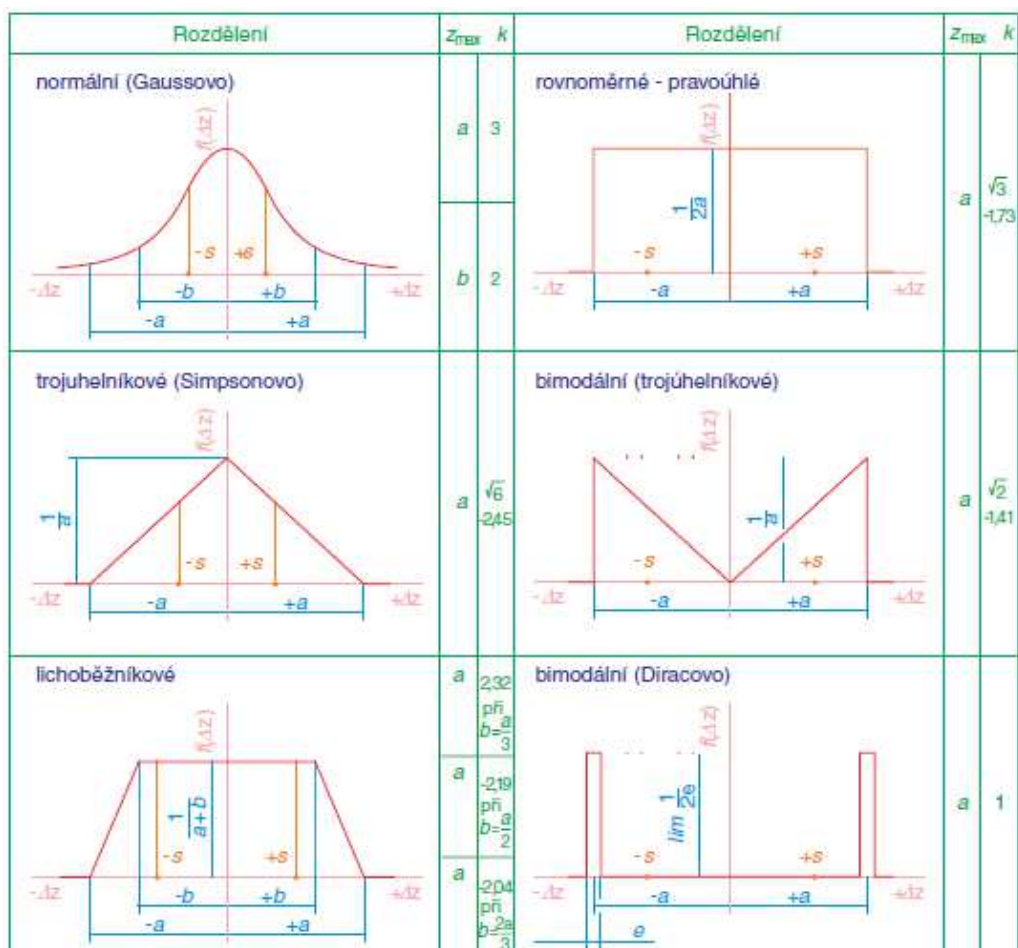 Rozdělení z_max k Rozdělení z_max k
normální (Gaussovo)
f(Δz)
a 3
b 2
-s +s
-Δz +Δz
-b +b
-a +a
rovnoměrné - pravoúhlé
f(Δz)
1/2a
a √3
-1,73
-s +s
-Δz -a +a +Δz
trojuhelníkové (Simpsonovo)
f(Δz)
1/a
a √6
-2,45
-s +s
-Δz -a +a +Δz
bimodální (trojúhelníkové)
f(Δz)
1/a
a √2
-1,41
-s +s
-Δz -a +a +Δz
lichoběžníkové
f(Δz)
1/a+b
-s +s
-Δz -b +b +Δz
-a +a
a 2,32
při
b=a/3
a -2,19
při
b=a/2
a -2,04
při
b=2a/3
bimodální (Diracovo)
f(Δz)
lim 1/2e
a 1
-s +s
-Δz -a +a +Δz
e